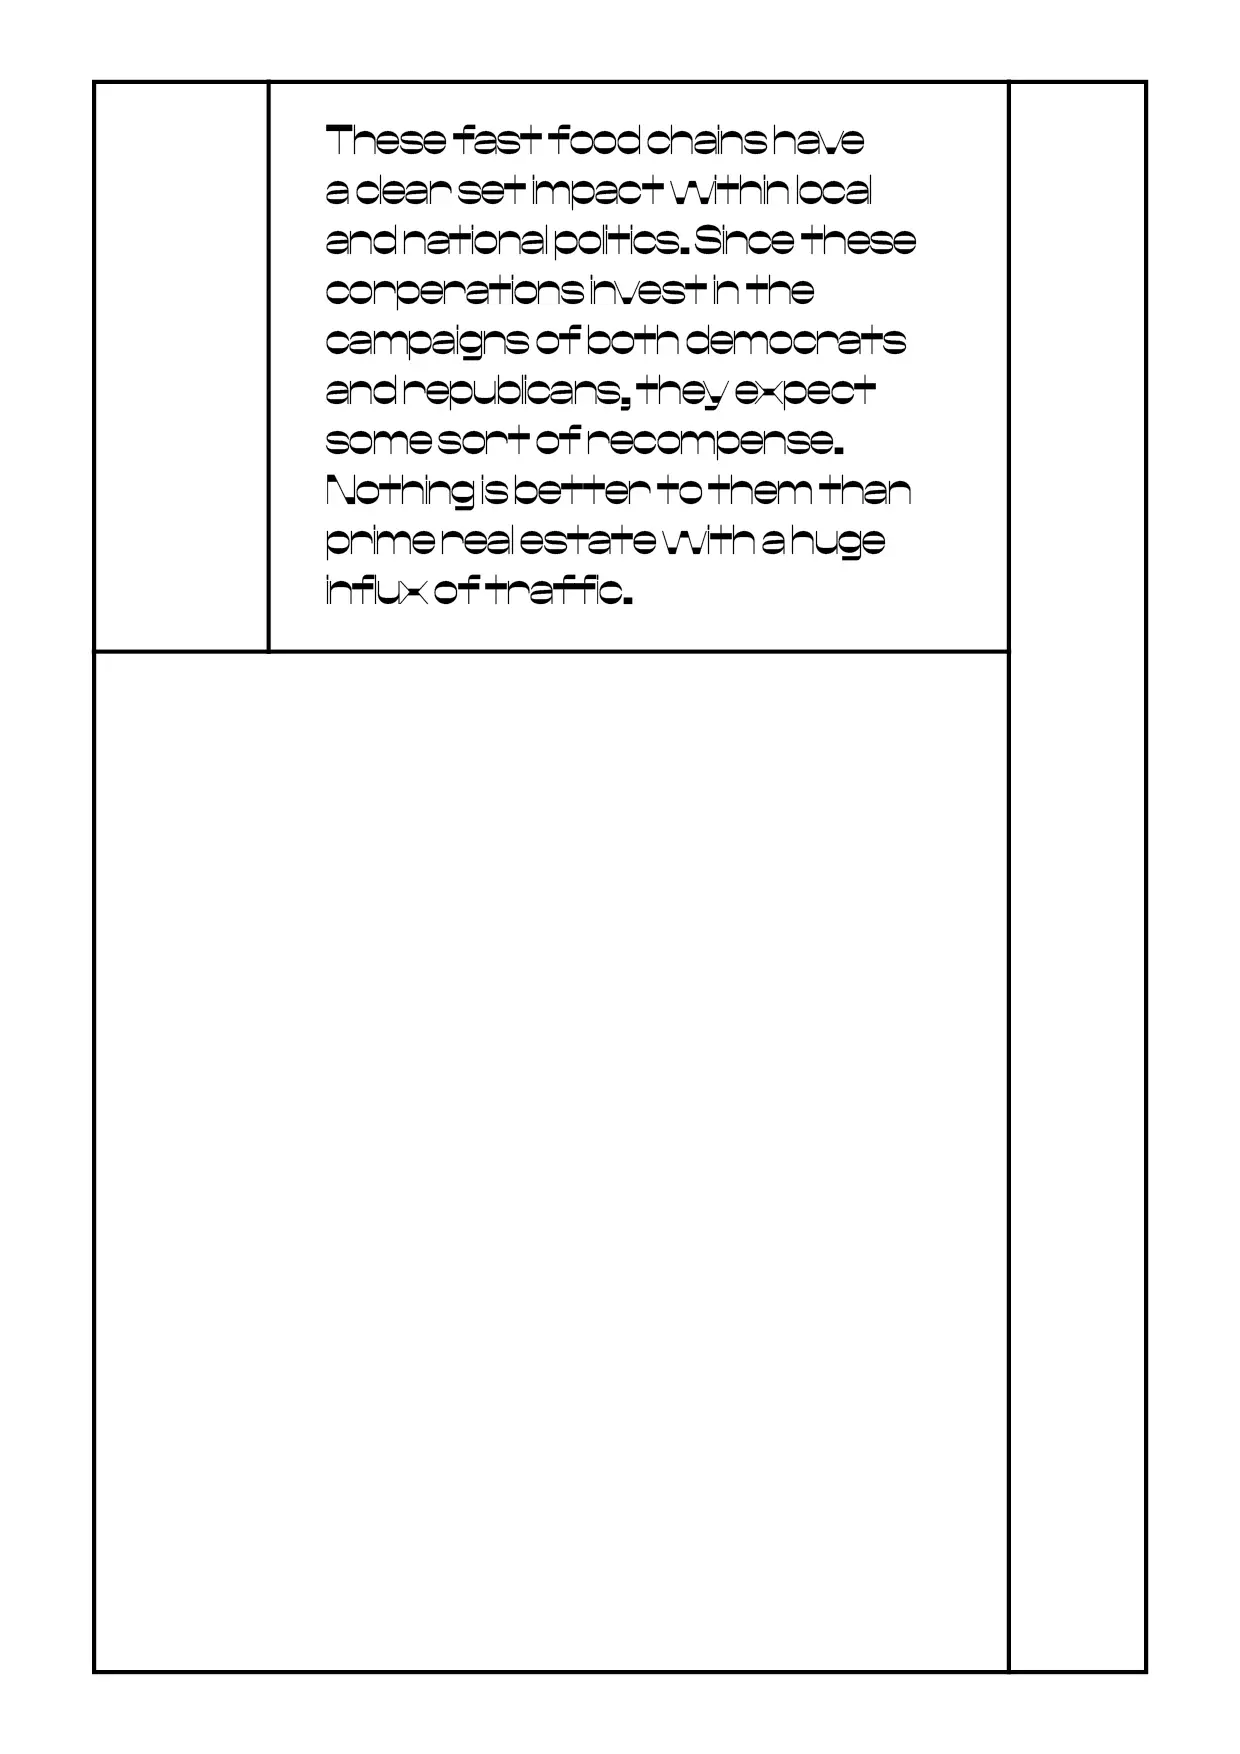 These fast food chains have
a clear set impact within local
and national politics. Since these
corperations invest in the
campaigns of both democrats
and republicans, they expect
some sort of recompense.
Nothing is better to them than
prime real estate with a huge
influx of traffic.